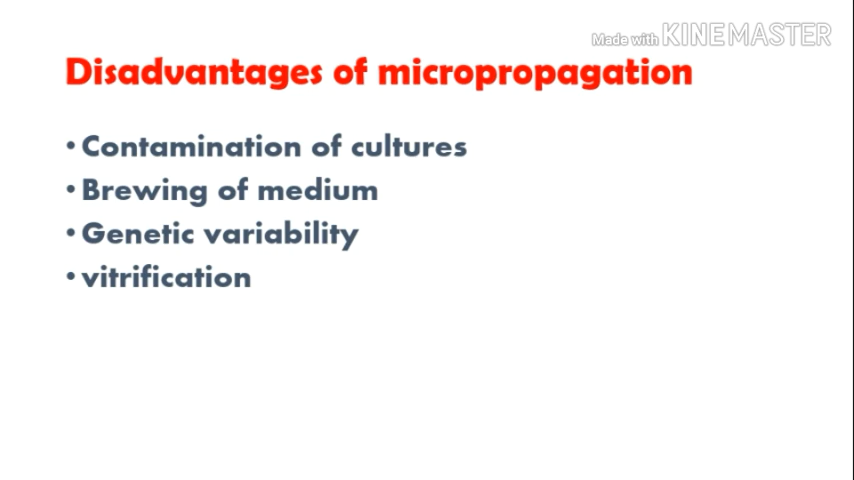 Made with KINEMASTER
Disadvantages of micropropagation
• Contamination of cultures
• Brewing of medium
• Genetic variability
• vitrification